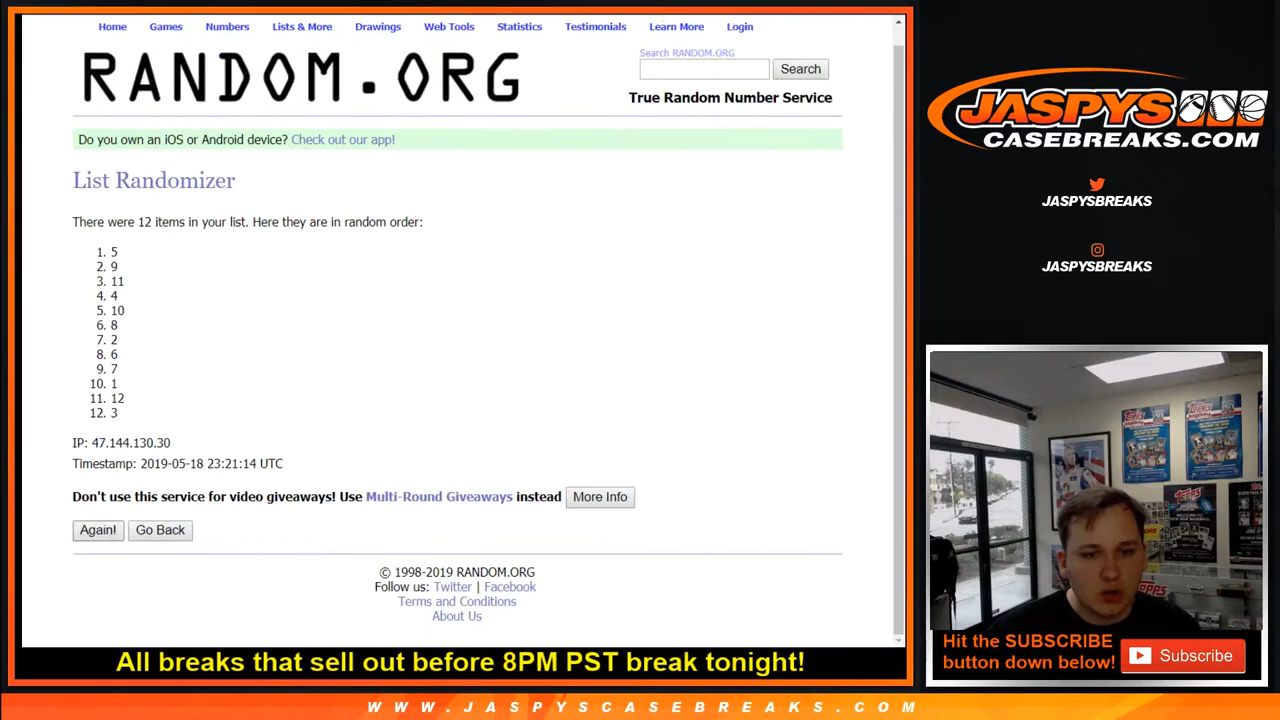 Home Games Numbers Lists & More Drawings Web Tools Statistics Testimonials Learn More Login
RANDOM.ORG
Search RANDOM.ORG
Search
True Random Number Service
Do you own an iOS or Android device? Check out our app!
List Randomizer
There were 12 items in your list. Here they are in random order:
1. 5
2. 9
3. 11
4. 4
5. 10
6. 8
7. 2
8. 6
9. 7
10. 1
11. 12
12. 3
IP: 47.144.130.30
Timestamp: 2019-05-18 23:21:14 UTC
Don't use this service for video giveaways! Use Multi-Round Giveaways instead More Info
Again! Go Back
© 1998-2019 RANDOM.ORG
Follow us: Twitter | Facebook
Terms and Conditions
About Us
All breaks that sell out before 8PM PST break tonight!
JASPYS
CASEBREAKS.COM
JASPYSBREAKS
JASPYSBREAKS
Topps
Topps
Topps
Topps
Hit the SUBSCRIBE
button down below!
Subscribe
WWW.JASPYSCASEBREAKS.COM